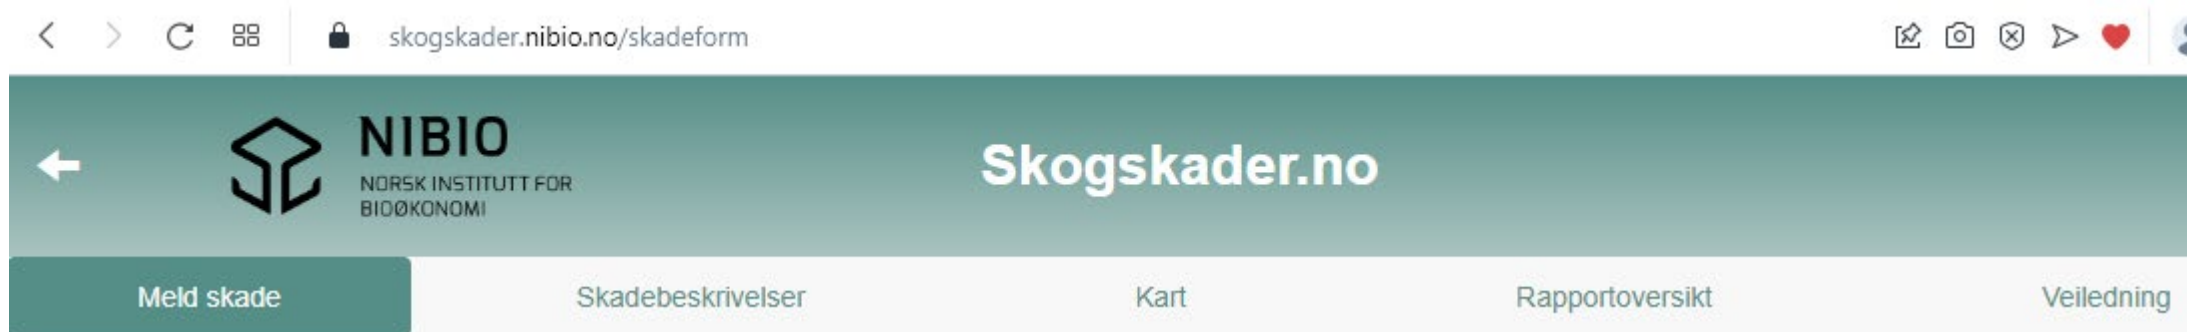 skogskader.nibio.no/skadeform
NIBIO
NORSK INSTITUTT FOR
BIOØKONOMI
Skogskader.no
Meld skade Skadebeskrivelser Kart Rapportoversikt Veiledning